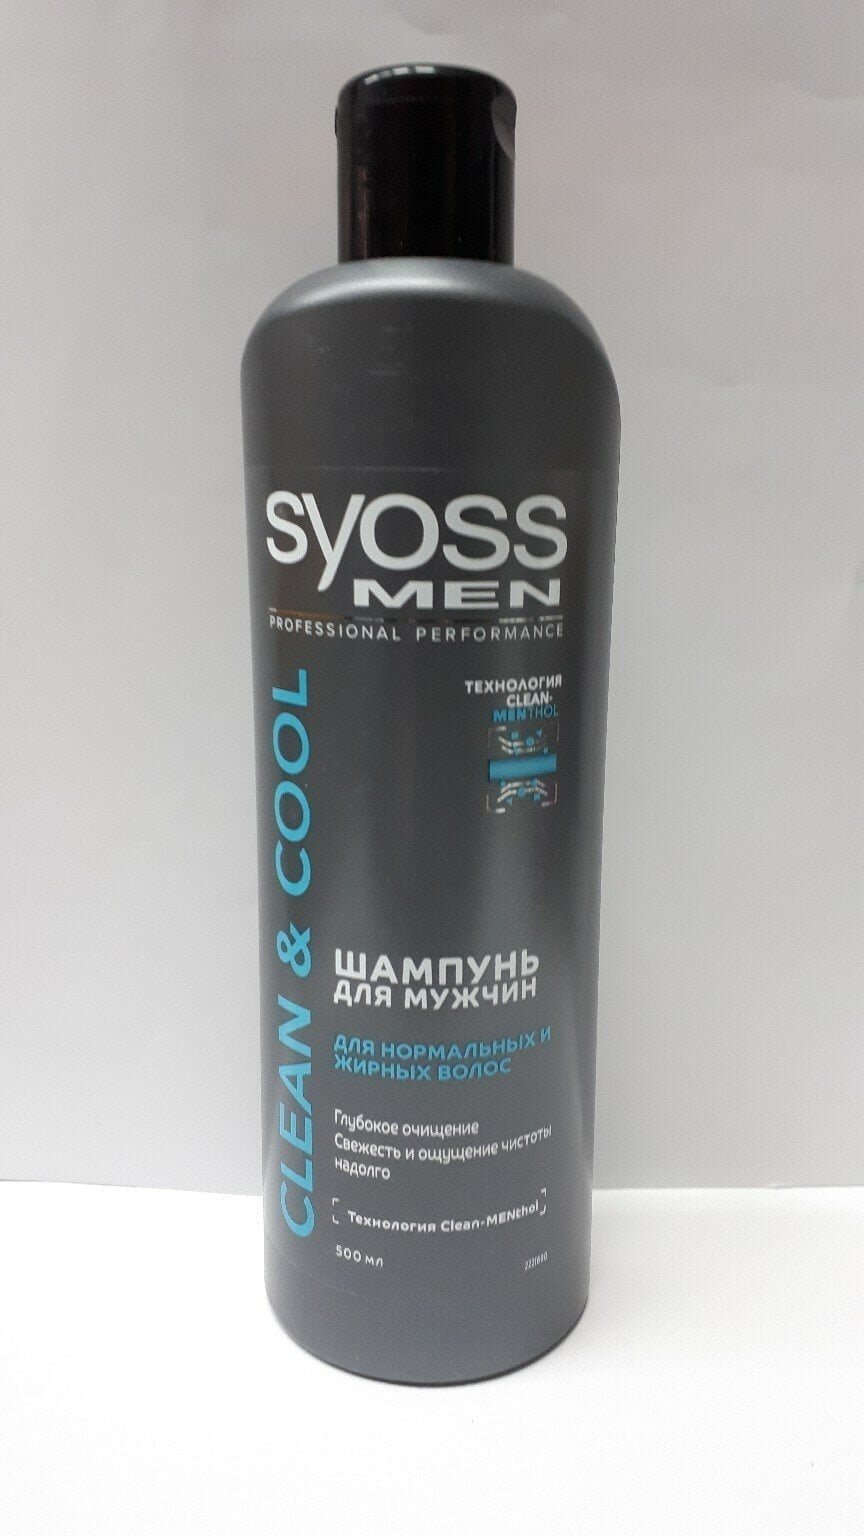 SYOSS
MEN
PROFESSIONAL PERFORMANCE
ТЕХНОЛОГИЯ
CLEAN-
MENTHOL
CLEAN & COOL
ШАМПУНЬ
ДЛЯ МУЖЧИН
ДЛЯ НОРМАЛЬНЫХ И
ЖИРНЫХ ВОЛОС
Глубокое очищение
Свежесть и ощущение чистоты
надолго
Технология Clean-MENthol
500 мл